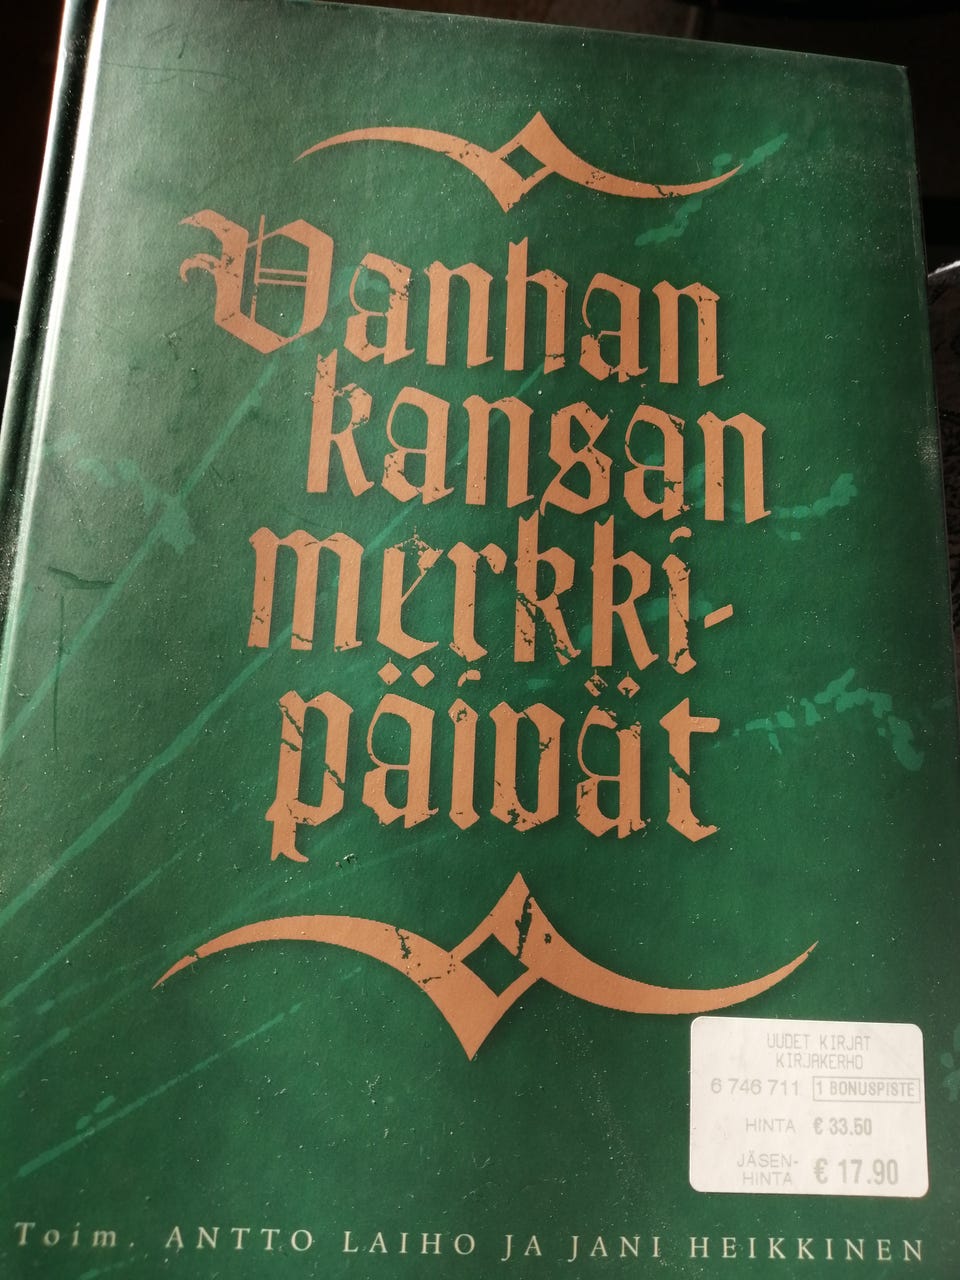 Vanhan
kansan
merkki-
päivät
UUDET KIRJAT
KIRJAKERHO
6 746 711 1 BONUSPISTE
HINTA € 33.50
JÄSEN-
HINTA € 17.90
Toim. ANTTO LAIHO JA JANI HEIKKINEN